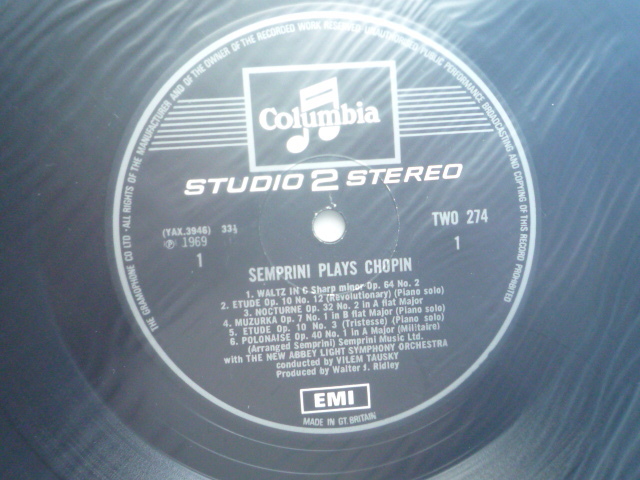 THE GRAMOPHONE CO LTD · ALL RIGHTS OF THE MANUFACTURER AND OF THE OWNER OF THE RECORDED WORK RESERVED · UNAUTHORISED PUBLIC PERFORMANCE BROADCASTING AND COPYING OF THIS RECORD PROHIBITED
Columbia
STUDIO 2 STEREO
(YAX.3946) 33⅓
℗ 1969
1
TWO 274
1
SEMPRINI PLAYS CHOPIN
1. WALTZ IN C Sharp minor Op. 64 No. 2
2. ETUDE Op. 10 No. 12 (Revolutionary) (Piano solo)
3. NOCTURNE Op. 32 No. 2 in A flat Major
4. MUZURKA Op. 7 No. 1 in B flat Major (Piano solo)
5. ETUDE Op. 10 No. 3 (Tristesse) (Piano solo)
6. POLONAISE Op. 40 No. 1 in A Major (Militaire)
(Arranged Semprini) Semprini Music Ltd.
with THE NEW ABBEY LIGHT SYMPHONY ORCHESTRA
conducted by VILEM TAUSKY
Produced by Walter J. Ridley
EMI
MADE IN GT. BRITAIN